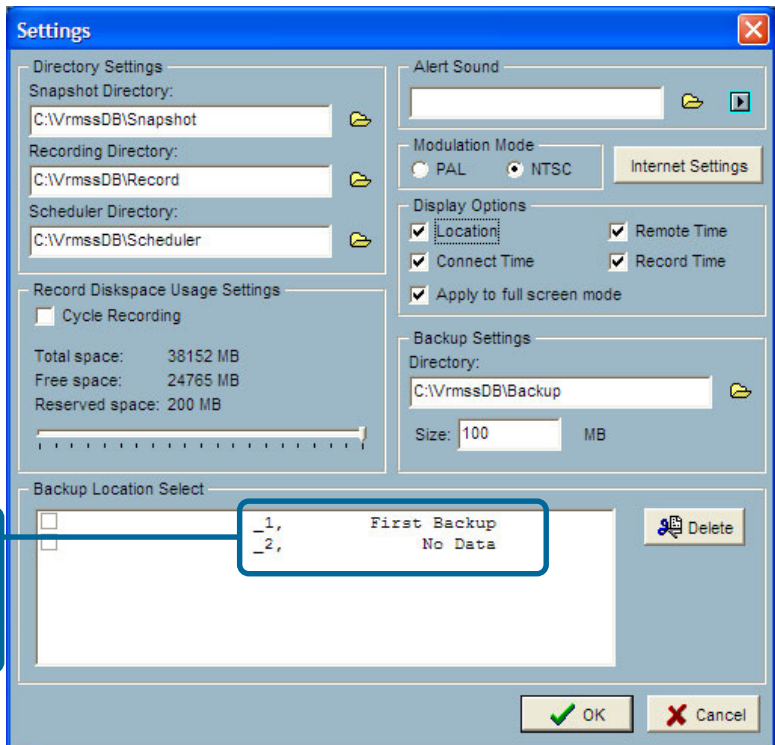 Settings
Directory Settings
Snapshot Directory:
C:\VrmssDB\Snapshot
Recording Directory:
C:\VrmssDB\Record
Scheduler Directory:
C:\VrmssDB\Scheduler
Record Diskspace Usage Settings
Cycle Recording
Total space: 38152 MB
Free space: 24765 MB
Reserved space: 200 MB
Alert Sound
Modulation Mode
PAL NTSC
Internet Settings
Display Options
Location Remote Time
Connect Time Record Time
Apply to full screen mode
Backup Settings
Directory:
C:\VrmssDB\Backup
Size: 100 MB
Backup Location Select
_1, First Backup
_2, No Data
Delete
OK Cancel